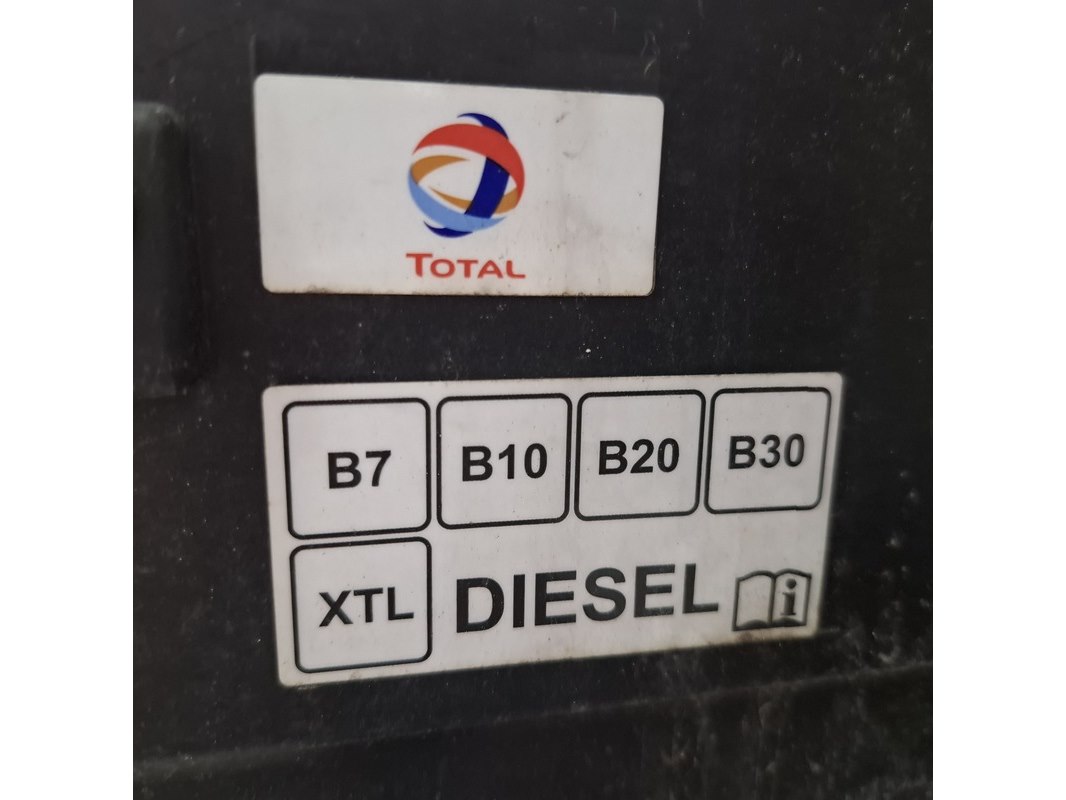 TOTAL
B7 B10 B20 B30
XTL DIESEL i